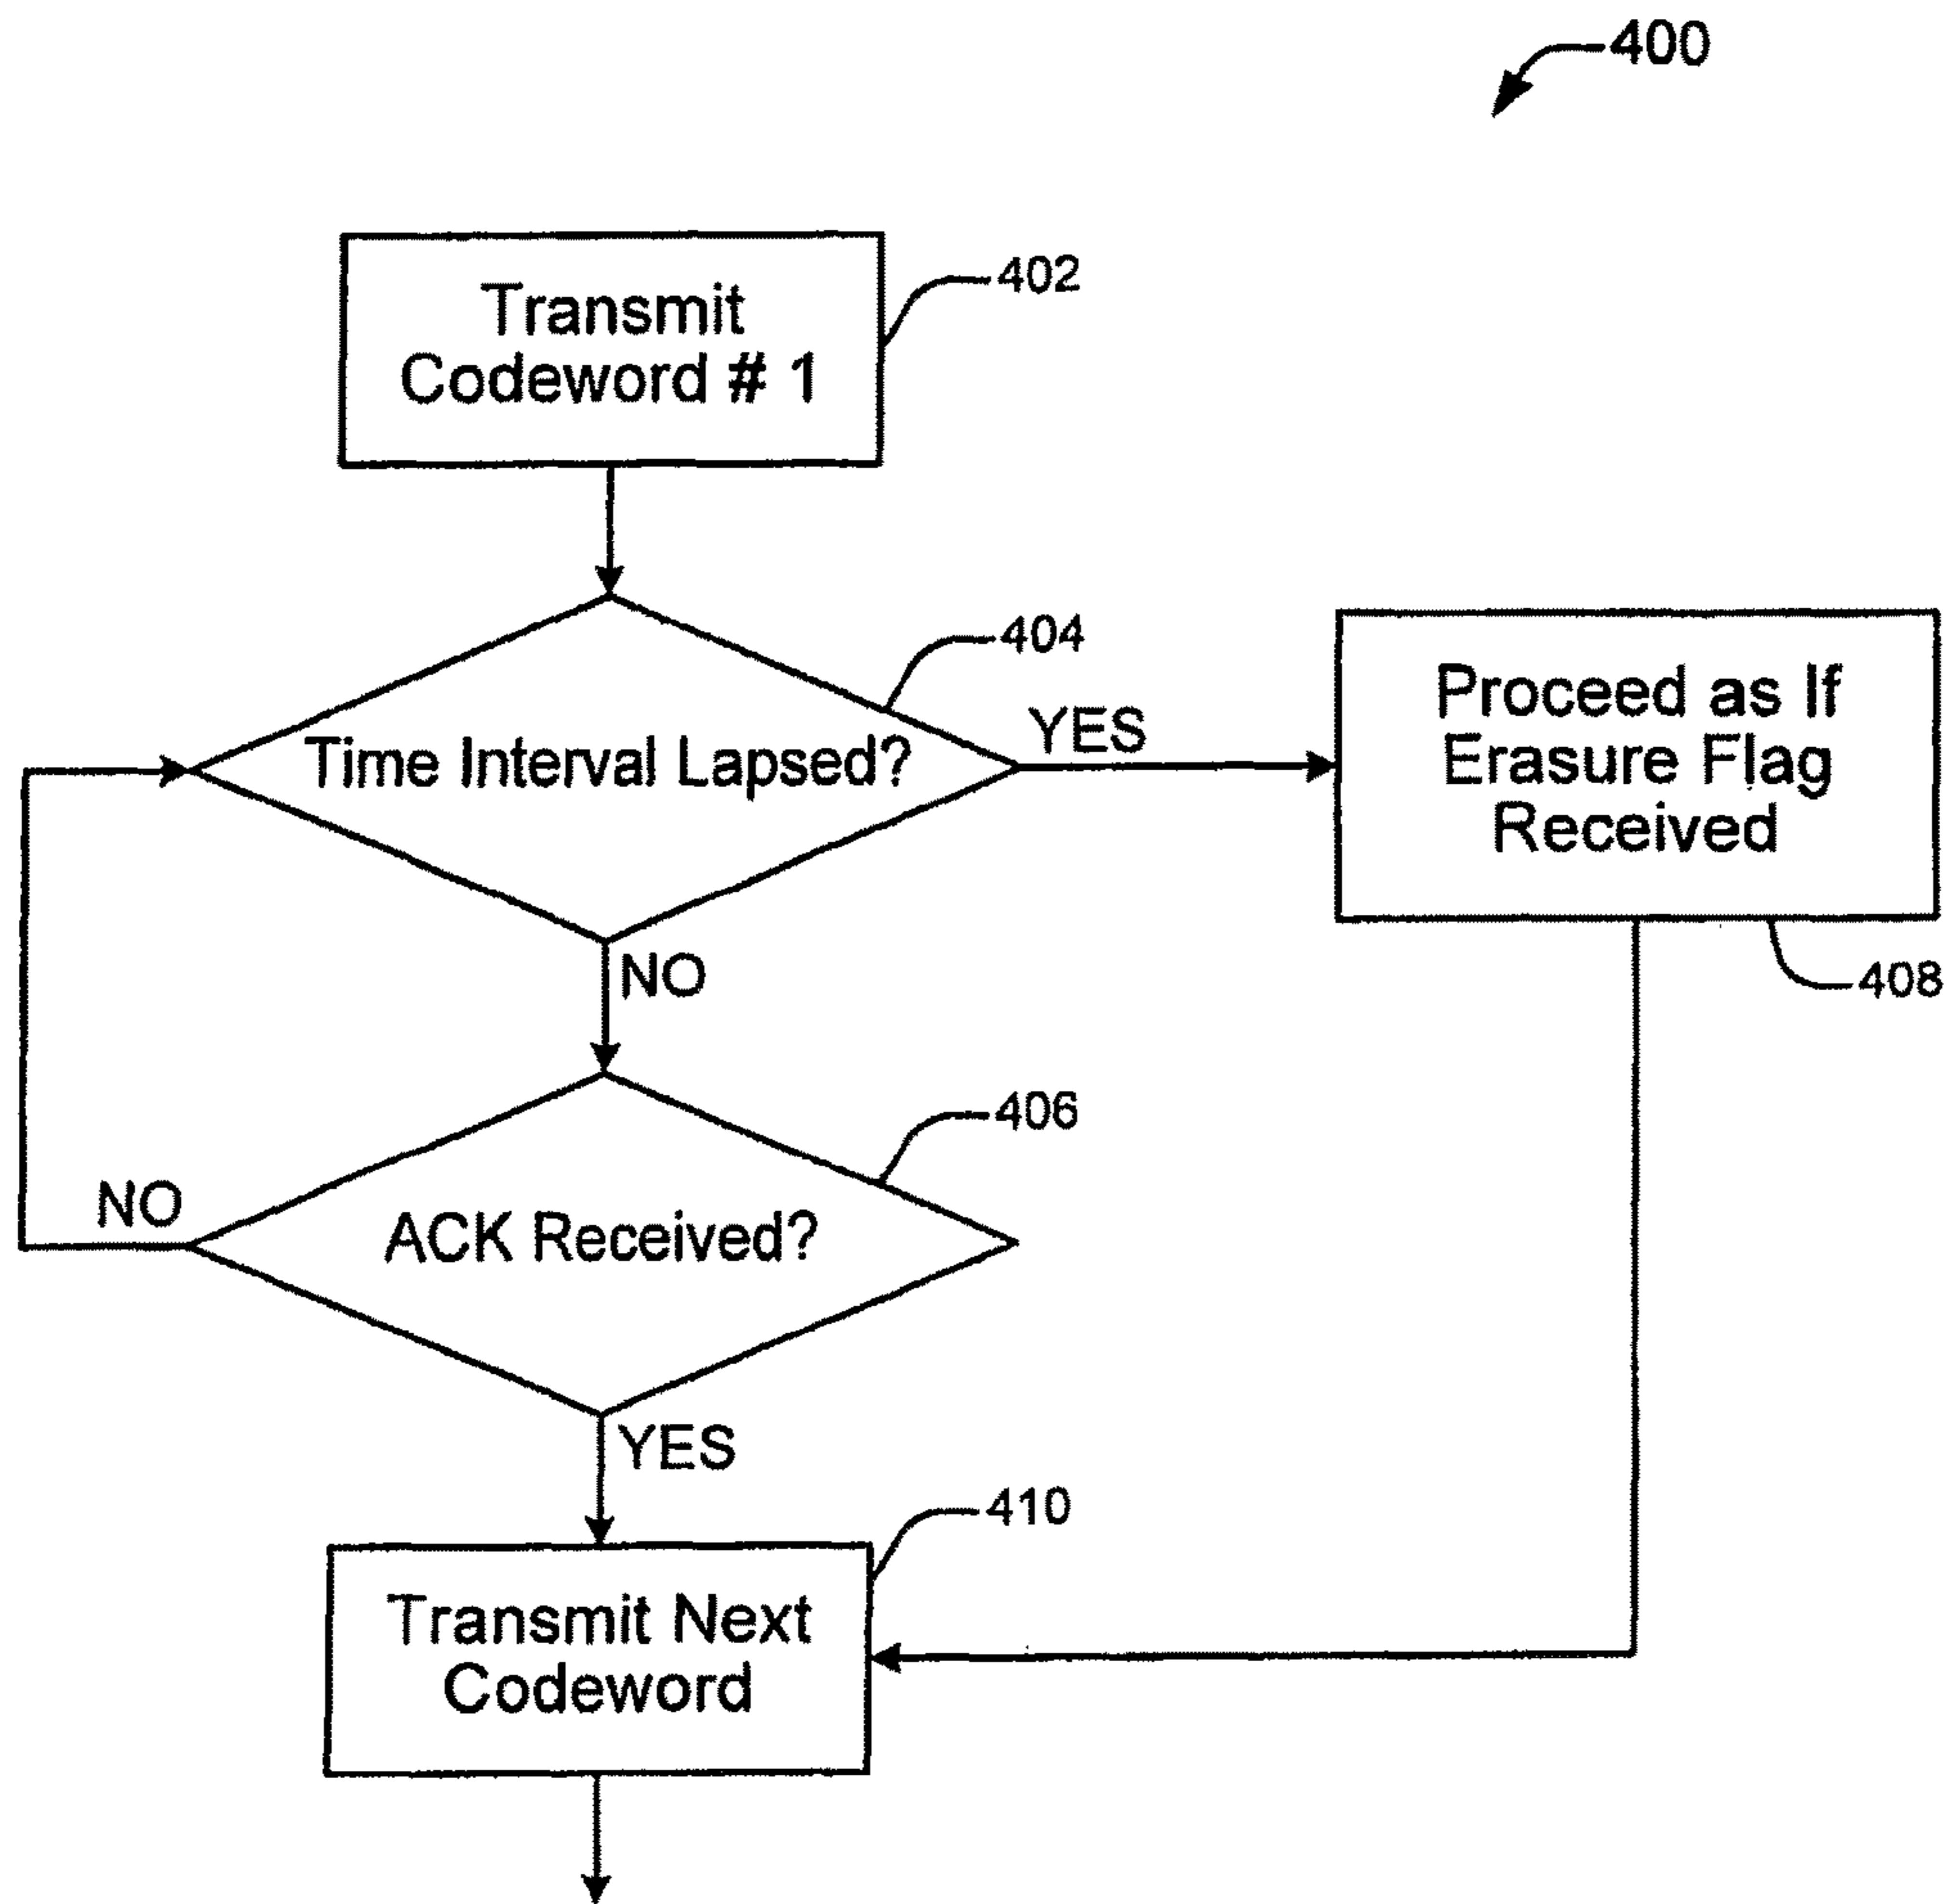 400
Transmit
Codeword # 1
402
404
Time Interval Lapsed?
YES
Proceed as If
Erasure Flag
Received
408
NO
406
ACK Received?
NO
YES
410
Transmit Next
Codeword